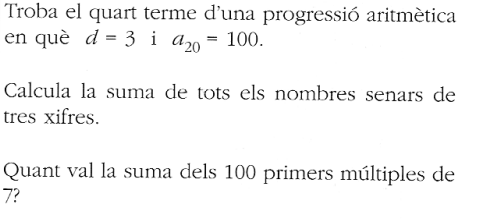 Troba el quart terme d'una progressió aritmètica
en què d = 3 i a₂₀ = 100.
Calcula la suma de tots els nombres senars de
tres xifres.
Quant val la suma dels 100 primers múltiples de
7?